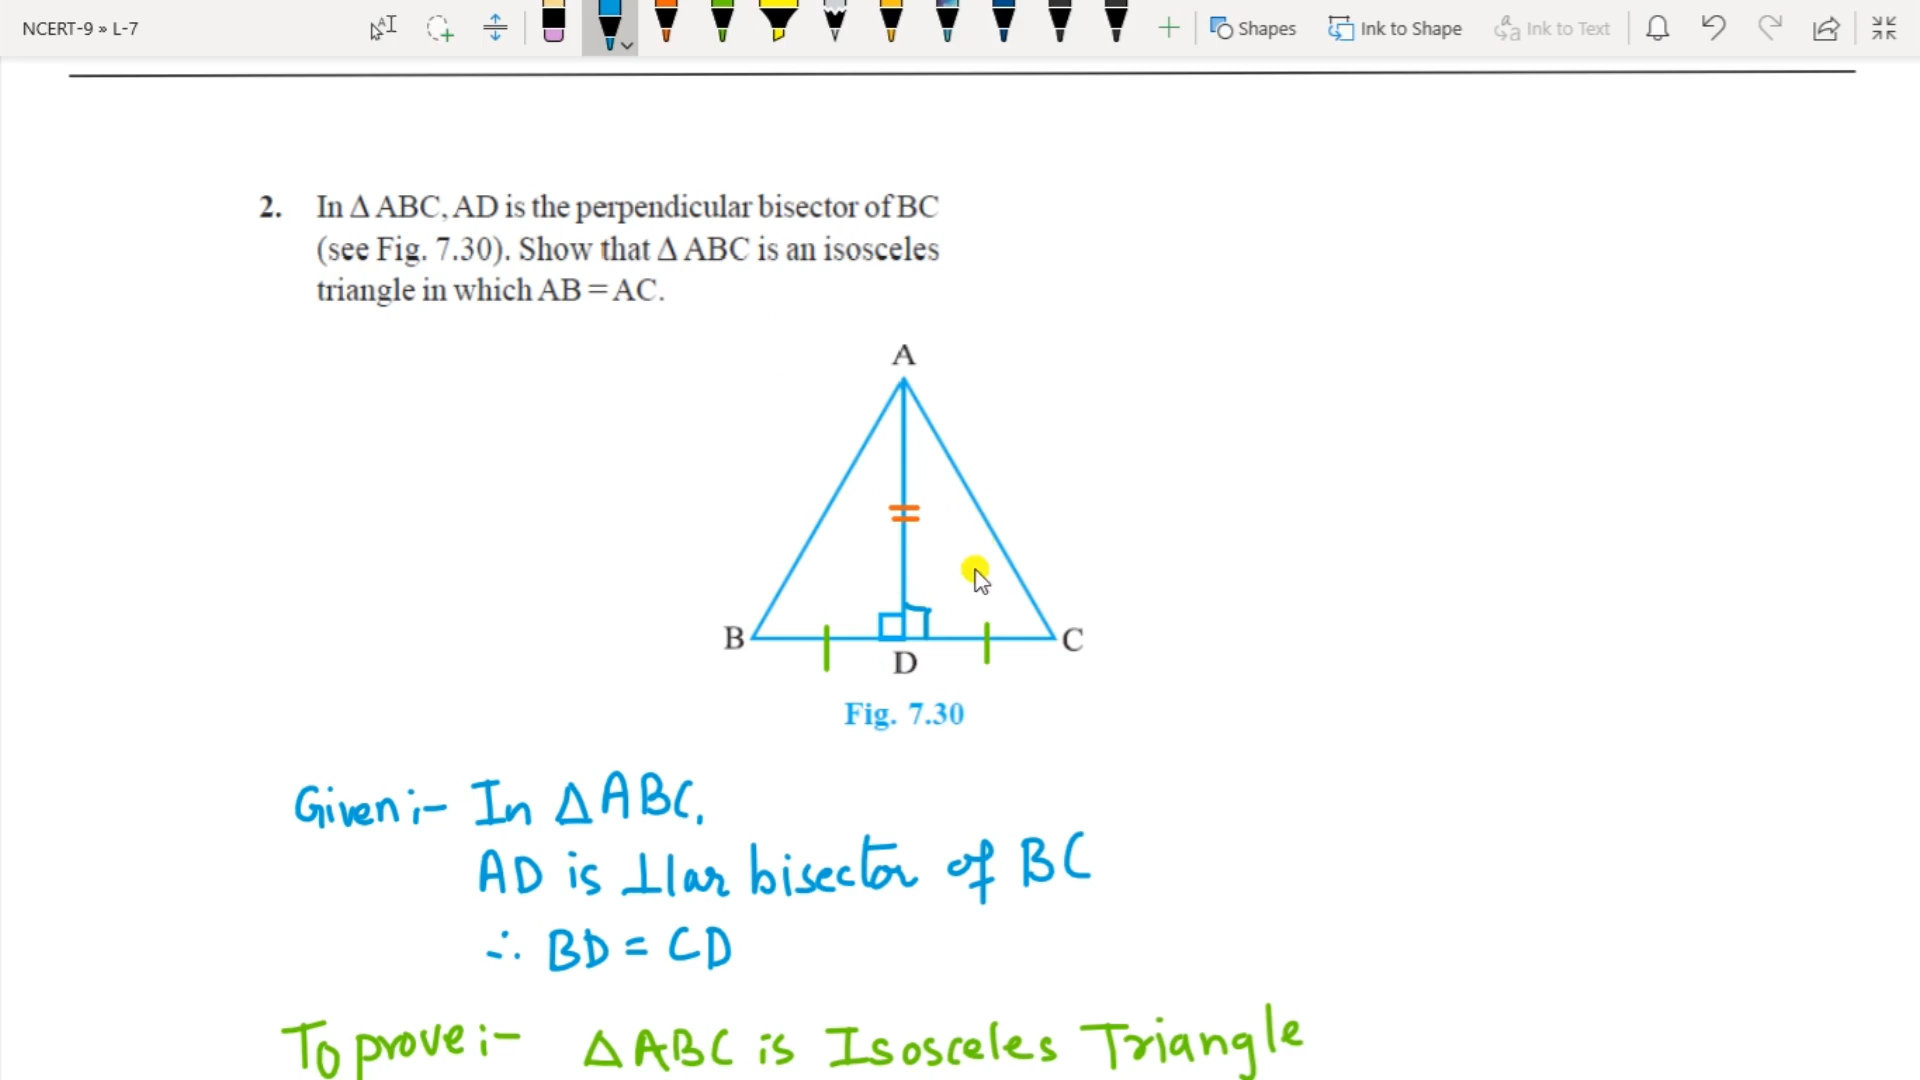 NCERT-9 » L-7
Shapes
Ink to Shape
Ink to Text
2. In Δ ABC, AD is the perpendicular bisector of BC
(see Fig. 7.30). Show that Δ ABC is an isosceles
triangle in which AB = AC.
A
B
C
D
Fig. 7.30
Given:- In ΔABC,
AD is ⊥lar bisector of BC
∴ BD = CD
To prove:- ΔABC is Isosceles Triangle